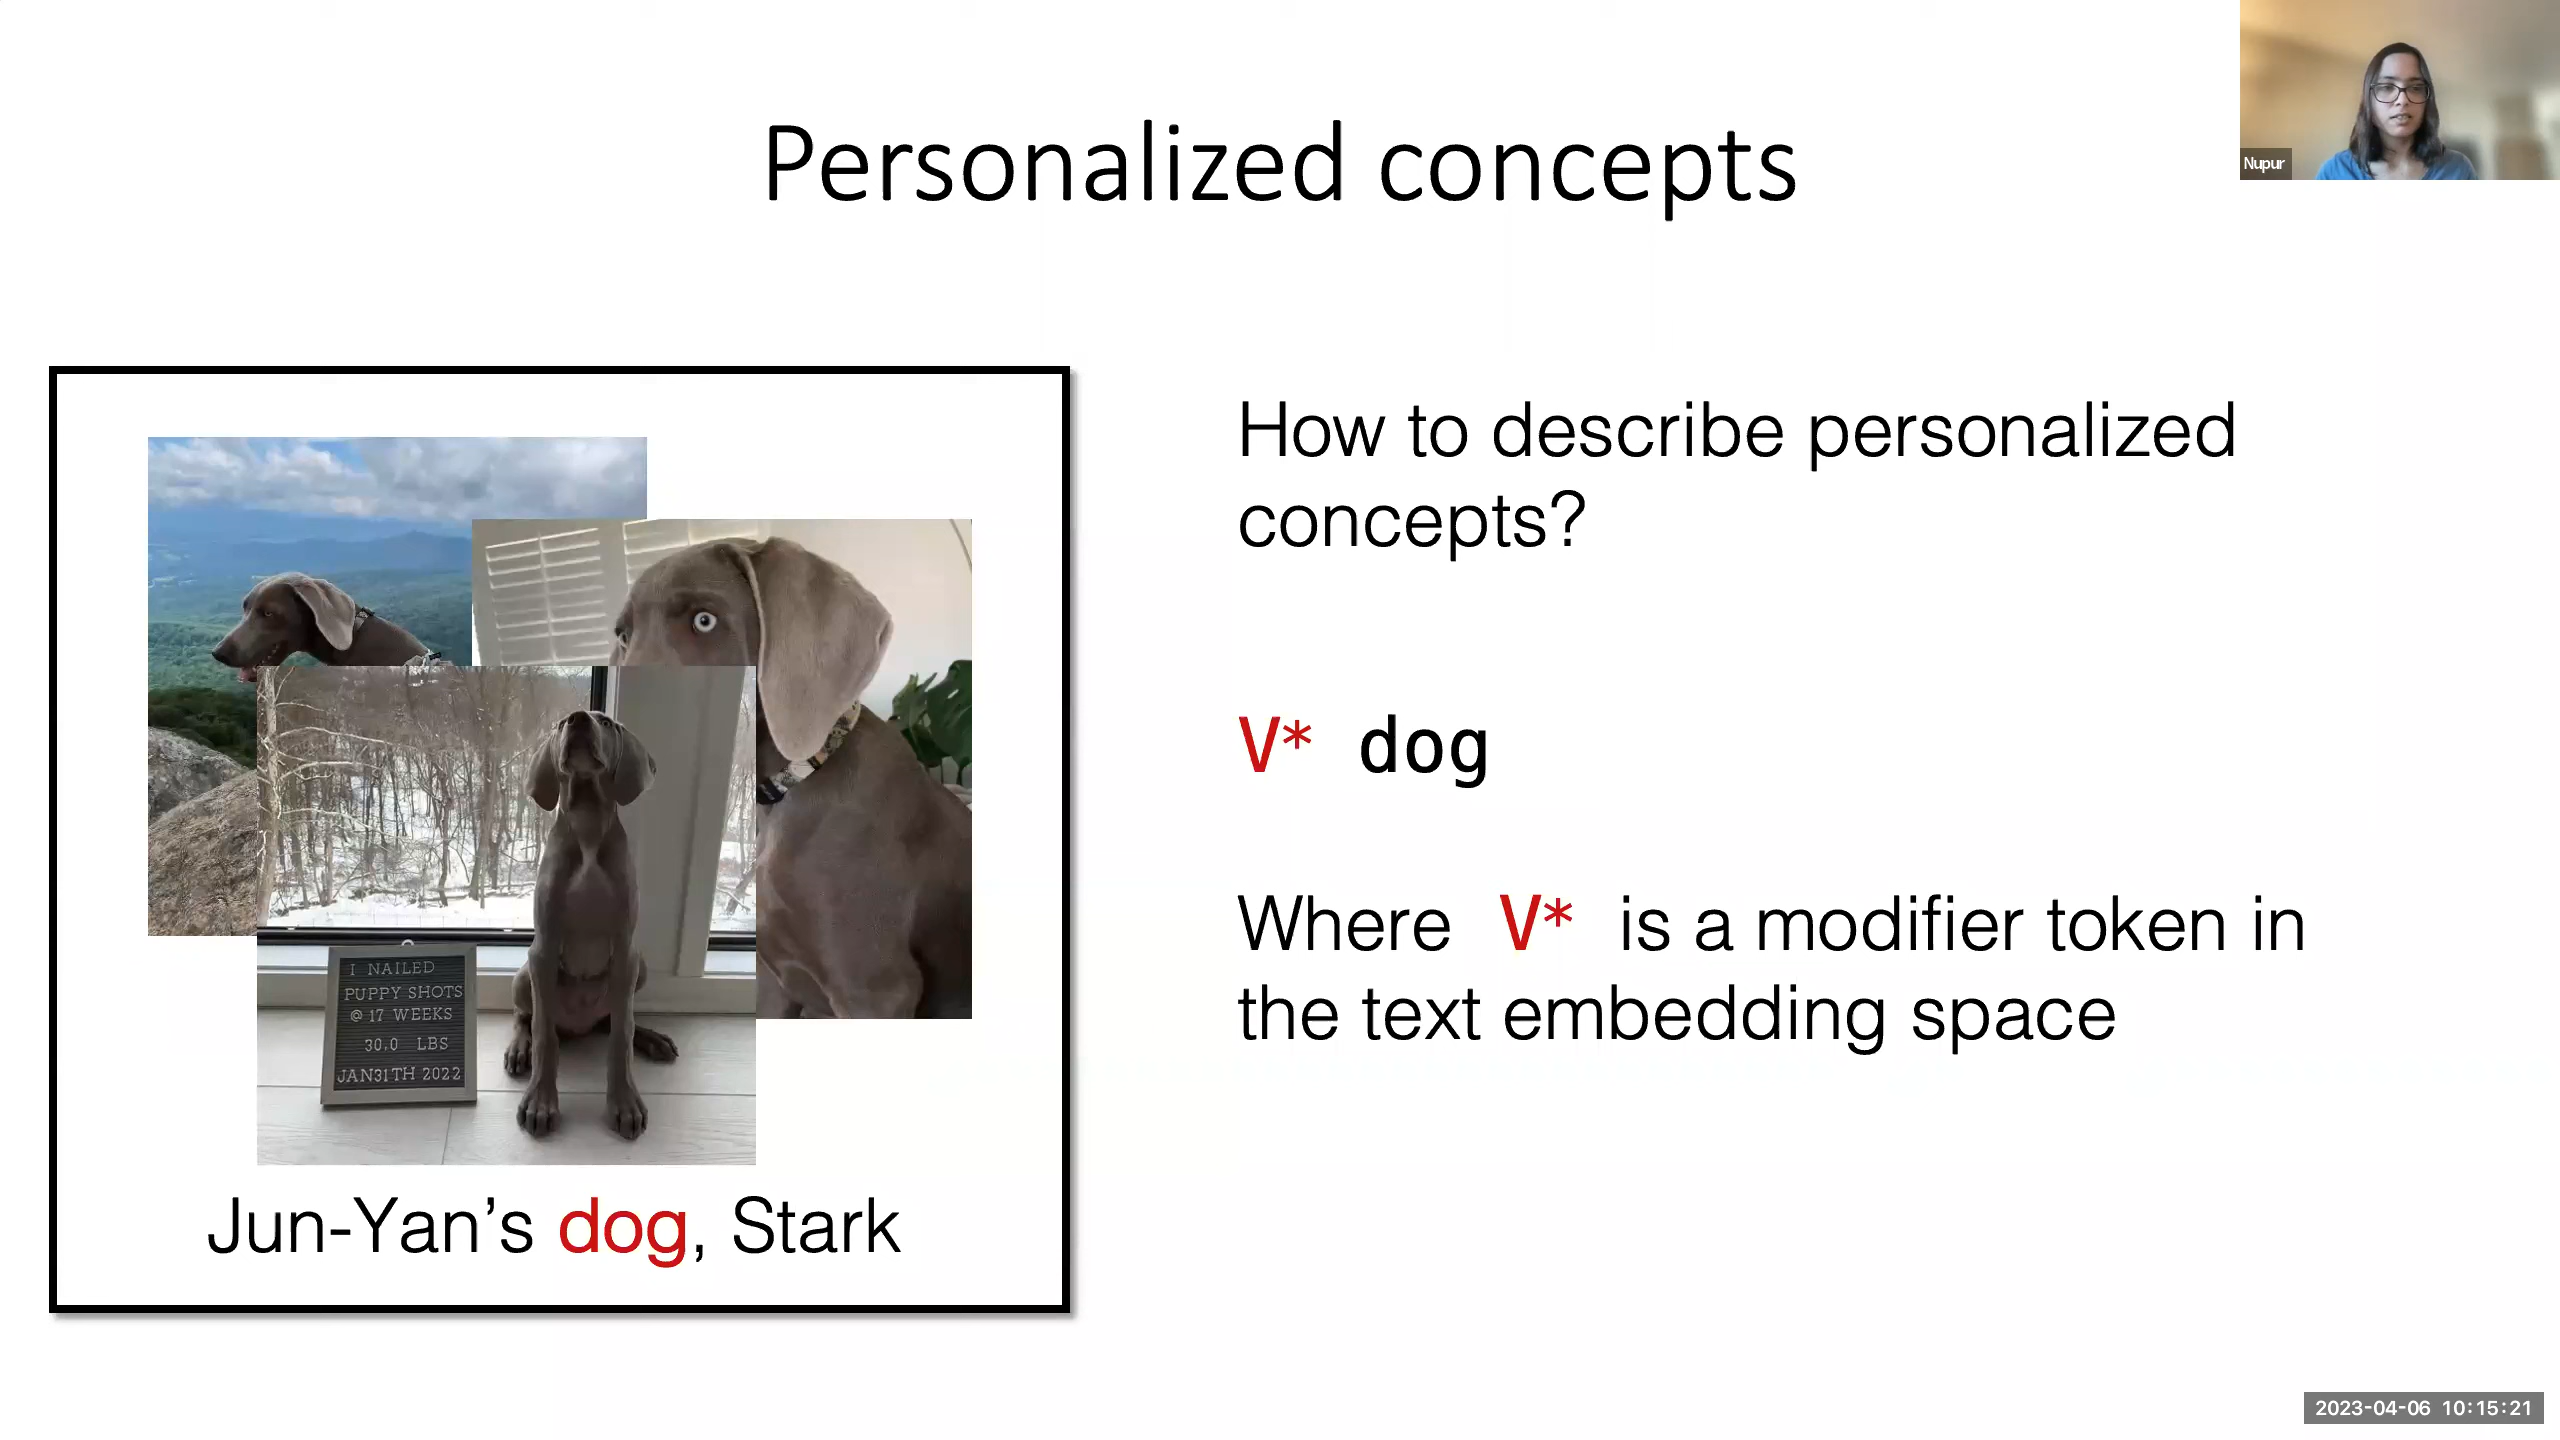 Personalized concepts
Nupur
How to describe personalized
concepts?
V* dog
Where V* is a modifier token in
the text embedding space
I NAILED
PUPPY SHOTS
@ 17 WEEKS
30.0 LBS
JAN31TH 2022
Jun-Yan's dog, Stark
2023-04-06 10:15:21